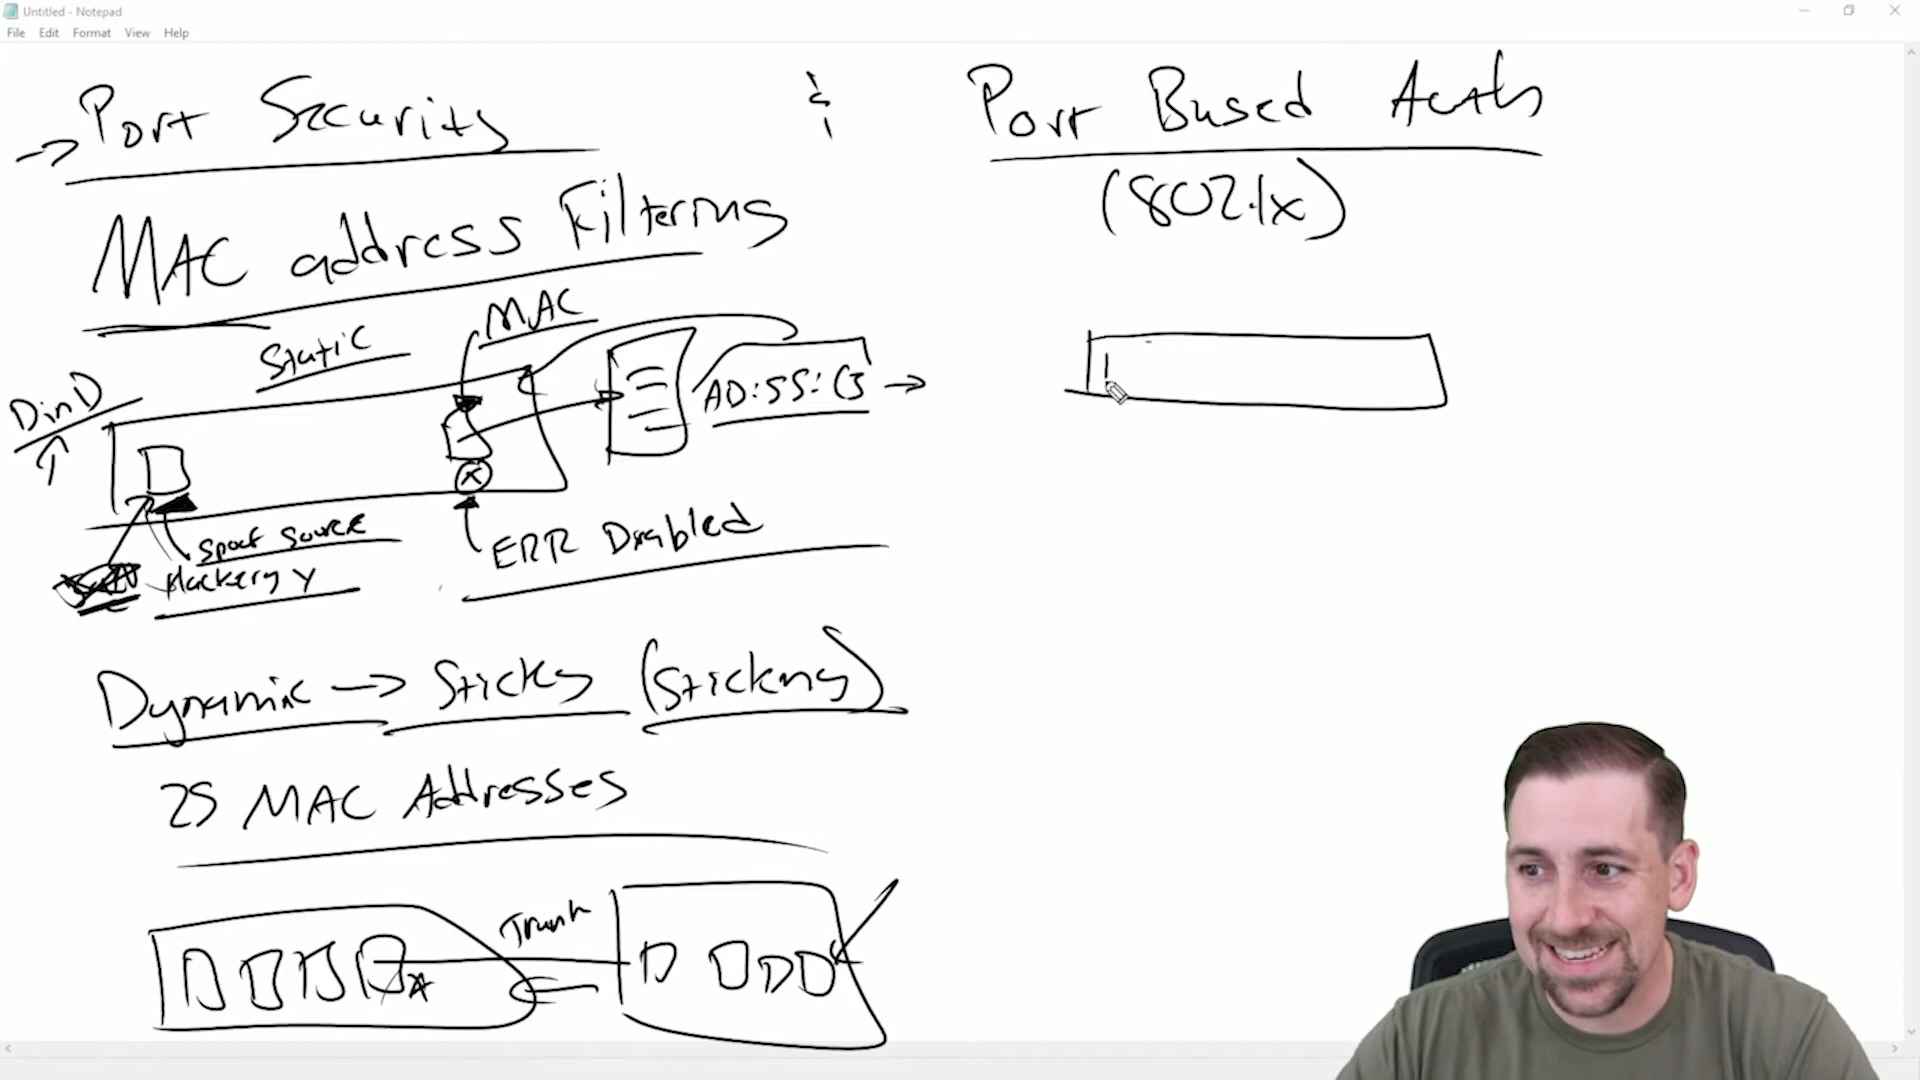 Untitled - Notepad
File Edit Format View Help
→ Port Security & Port Based Auth
(802.1x)
MAC address Filtering
Static
MAC
DinD
AD:55:C3 →
Spoof Source
Hackery y
ERR Disabled
Dynamic → Sticky (Sticking)
25 MAC Addresses
Trunk